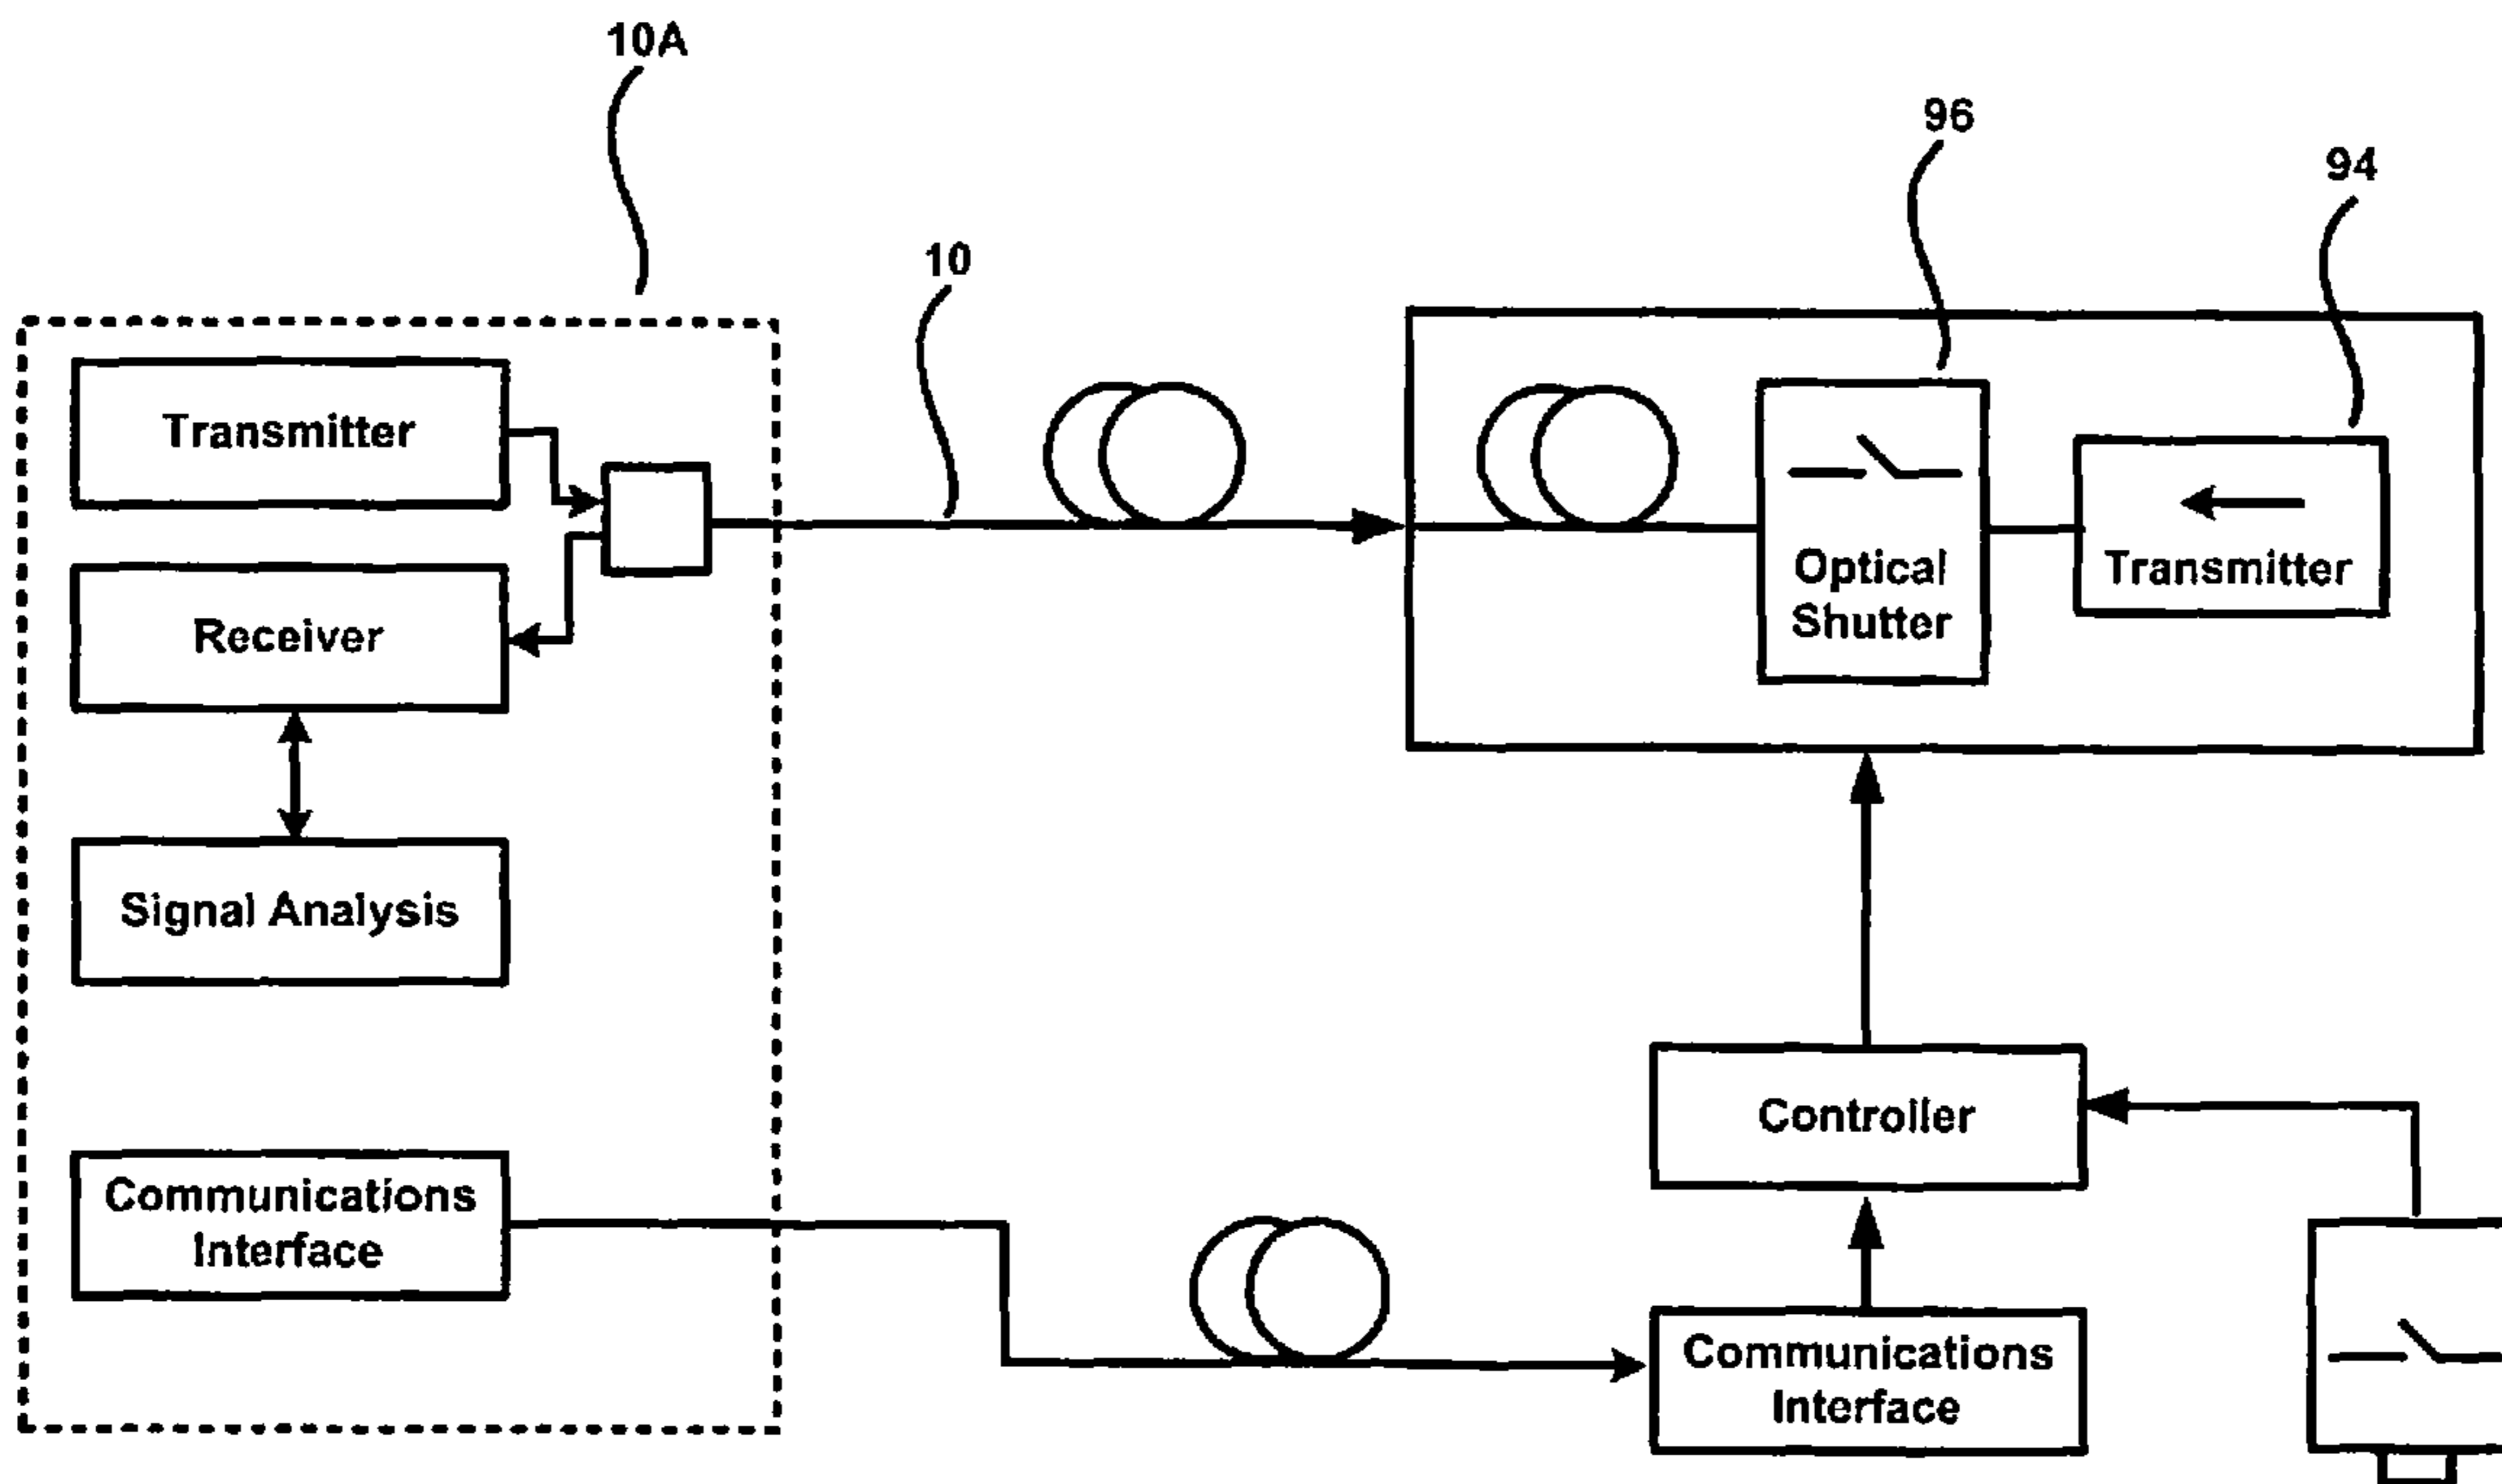 10A
96
94
10
Transmitter
Receiver
Signal Analysis
Communications
Interface
Optical
Shutter
Transmitter
Controller
Communications
Interface